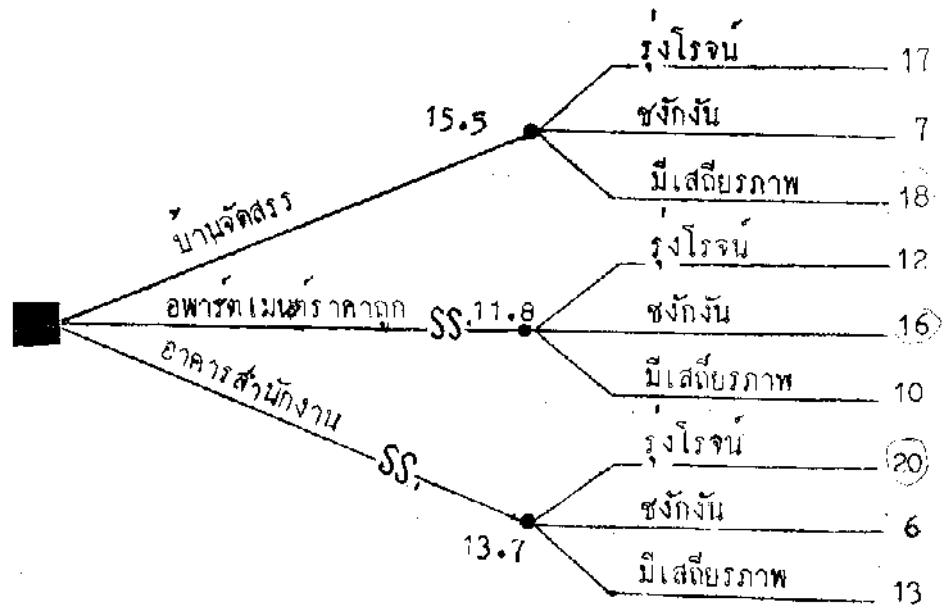 รุ่งโรจน์ 17
15.5
ชงักงัน 7
มีเสถียรภาพ 18
บ้านจัดสรร
รุ่งโรจน์ 12
อพาร์ตเมนท์ราคาถูก SS. 11.8
ชงักงัน 16
มีเสถียรภาพ 10
อาคารสำนักงาน
SS.
รุ่งโรจน์ 20
ชงักงัน 6
13.7
มีเสถียรภาพ 13